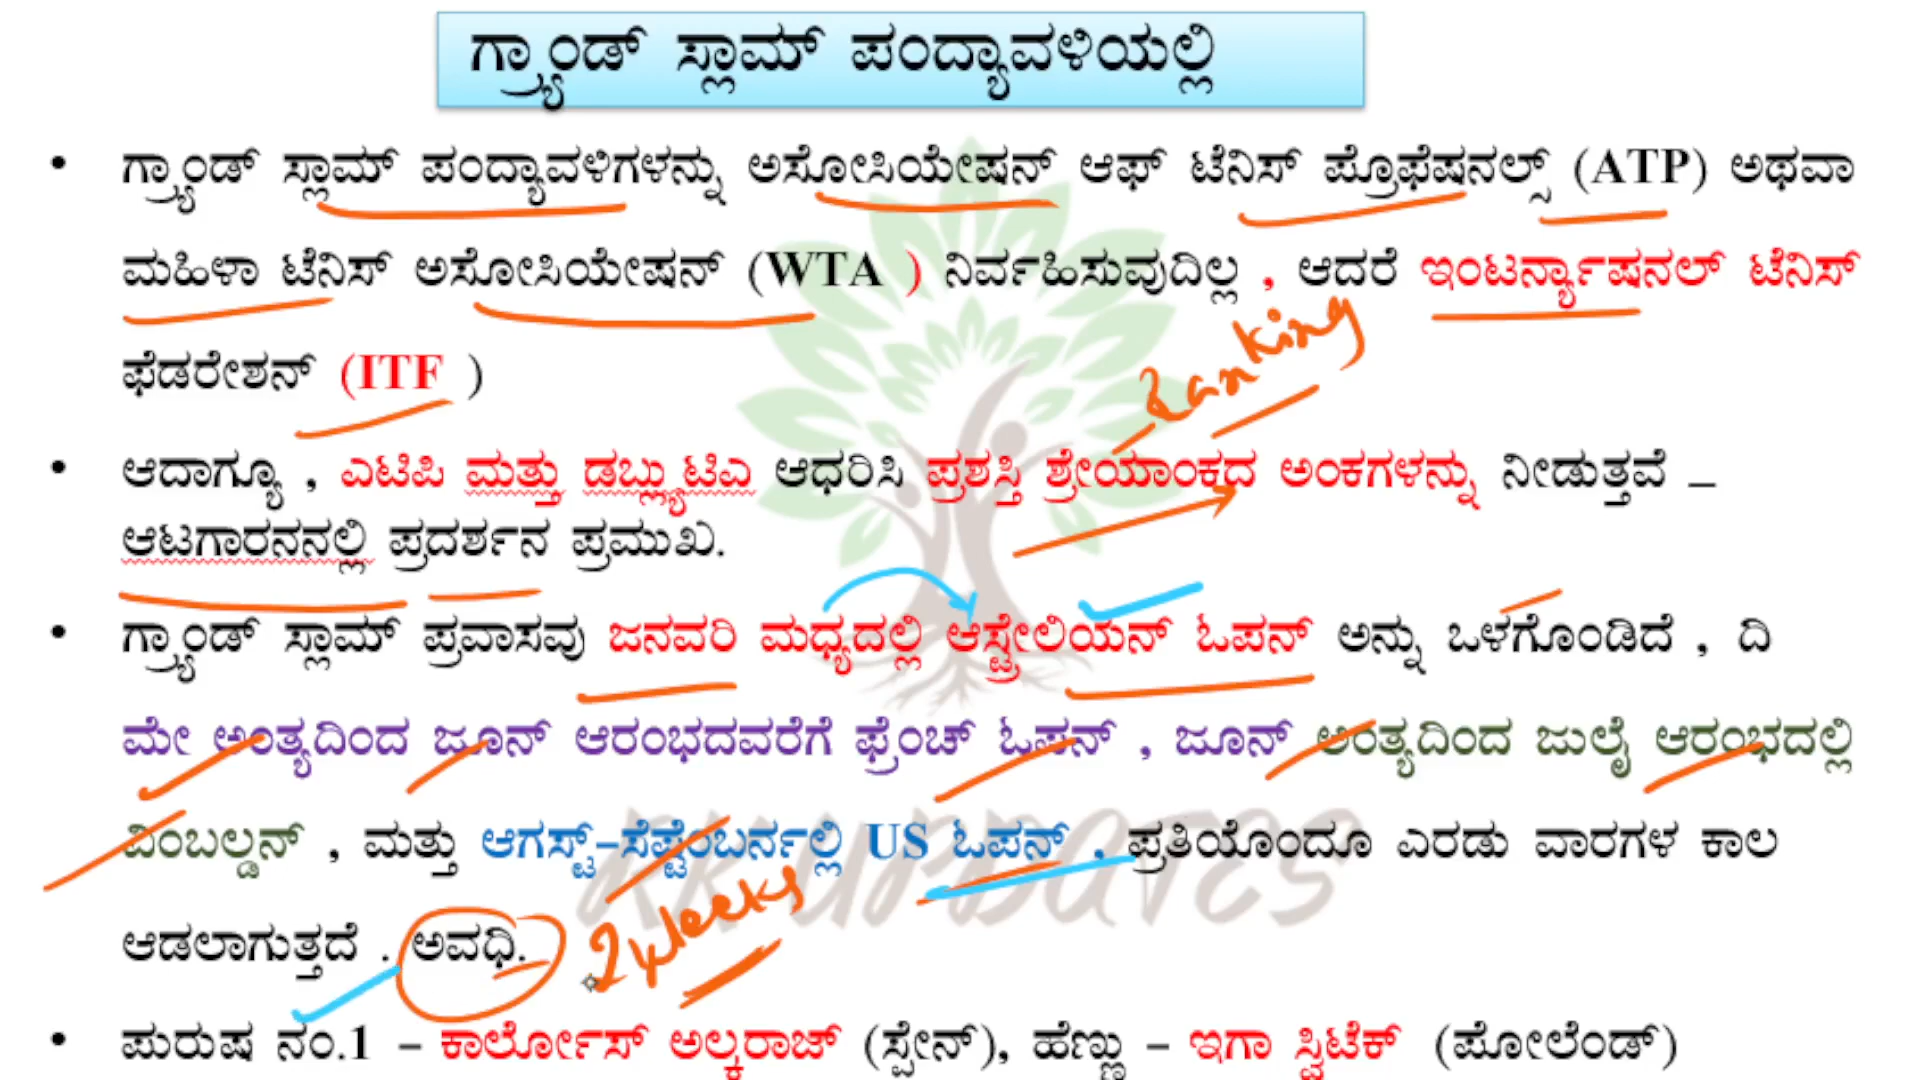 ಗ್ರ್ಯಾಂಡ್ ಸ್ಲಾಮ್ ಪಂದ್ಯಾವಳಿಯಲ್ಲಿ
• ಗ್ರ್ಯಾಂಡ್ ಸ್ಲಾಮ್ ಪಂದ್ಯಾವಳಿಗಳನ್ನು ಅಸೋಸಿಯೇಷನ್ ಆಫ್ ಟೆನಿಸ್ ಪ್ರೊಫೆಷನಲ್ಸ್ (ATP) ಅಥವಾ
ಮಹಿಳಾ ಟೆನಿಸ್ ಅಸೋಸಿಯೇಷನ್ (WTA ) ನಿರ್ವಹಿಸುವುದಿಲ್ಲ , ಆದರೆ ಇಂಟರ್ನ್ಯಾಷನಲ್ ಟೆನಿಸ್
ಫೆಡರೇಶನ್ (ITF )
Ranking
• ಆದಾಗ್ಯೂ , ಎಟಿಪಿ ಮತ್ತು ಡಬ್ಲ್ಯುಟಿಎ ಆಧರಿಸಿ ಪ್ರಶಸ್ತಿ ಶ್ರೇಯಾಂಕದ ಅಂಕಗಳನ್ನು ನೀಡುತ್ತವೆ –
ಆಟಗಾರನನಲ್ಲಿ ಪ್ರದರ್ಶನ ಪ್ರಮುಖ.
• ಗ್ರ್ಯಾಂಡ್ ಸ್ಲಾಮ್ ಪ್ರವಾಸವು ಜನವರಿ ಮಧ್ಯದಲ್ಲಿ ಆಸ್ಟ್ರೇಲಿಯನ್ ಓಪನ್ ಅನ್ನು ಒಳಗೊಂಡಿದೆ , ದಿ
ಮೇ ಅಂತ್ಯದಿಂದ ಜೂನ್ ಆರಂಭದವರೆಗೆ ಫ್ರೆಂಚ್ ಓಪನ್ , ಜೂನ್ ಅಂತ್ಯದಿಂದ ಜುಲೈ ಆರಂಭದಲ್ಲಿ
ವಿಂಬಲ್ಡನ್ , ಮತ್ತು ಆಗಸ್ಟ್-ಸೆಪ್ಟೆಂಬರ್ನಲ್ಲಿ US ಓಪನ್ , ಪ್ರತಿಯೊಂದೂ ಎರಡು ವಾರಗಳ ಕಾಲ
RK UPDATES
ಆಡಲಾಗುತ್ತದೆ . ಅವಧಿ. 2 weeks
• ಪುರುಷ ನಂ.1 – ಕಾರ್ಲೋಸ್ ಅಲ್ಕರಾಜ್ (ಸ್ಪೇನ್), ಹೆಣ್ಣು – ಇಗಾ ಸ್ವಿಟೆಕ್ (ಪೋಲೆಂಡ್)